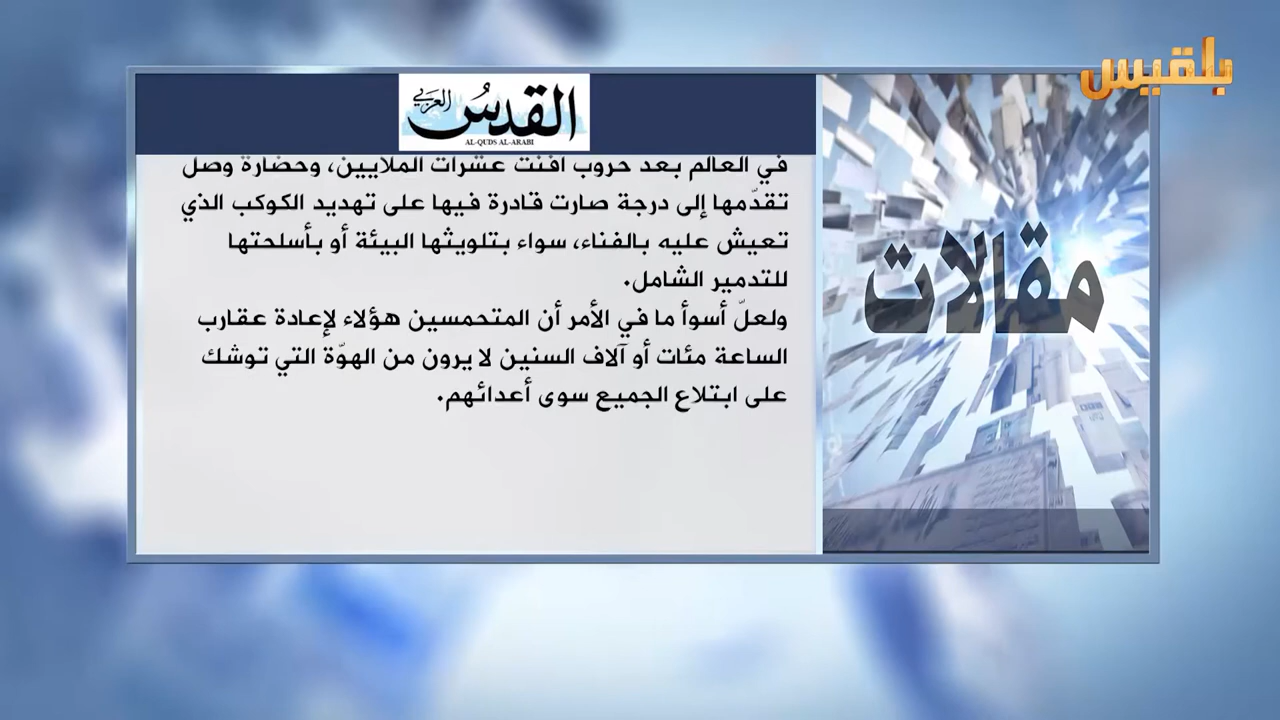 بلقيس
القدس العربي
AL-QUDS AL-ARABI
في العالم بعد حروب أفنت عشرات الملايين، وحضارة وصل
تقدّمها إلى درجة صارت قادرة فيها على تهديد الكوكب الذي
تعيش عليه بالفناء، سواء بتلويثها البيئة أو بأسلحتها
للتدمير الشامل.
ولعلّ أسوأ ما في الأمر أن المتحمسين هؤلاء لإعادة عقارب
الساعة مئات أو آلاف السنين لا يرون من الهوّة التي توشك
على ابتلاع الجميع سوى أعدائهم.
مقالات